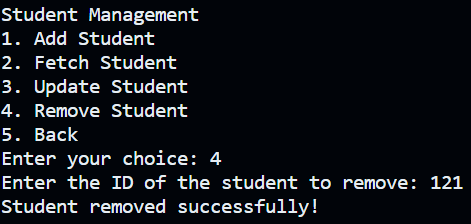 Student Management
1. Add Student
2. Fetch Student
3. Update Student
4. Remove Student
5. Back
Enter your choice: 4
Enter the ID of the student to remove: 121
Student removed successfully!